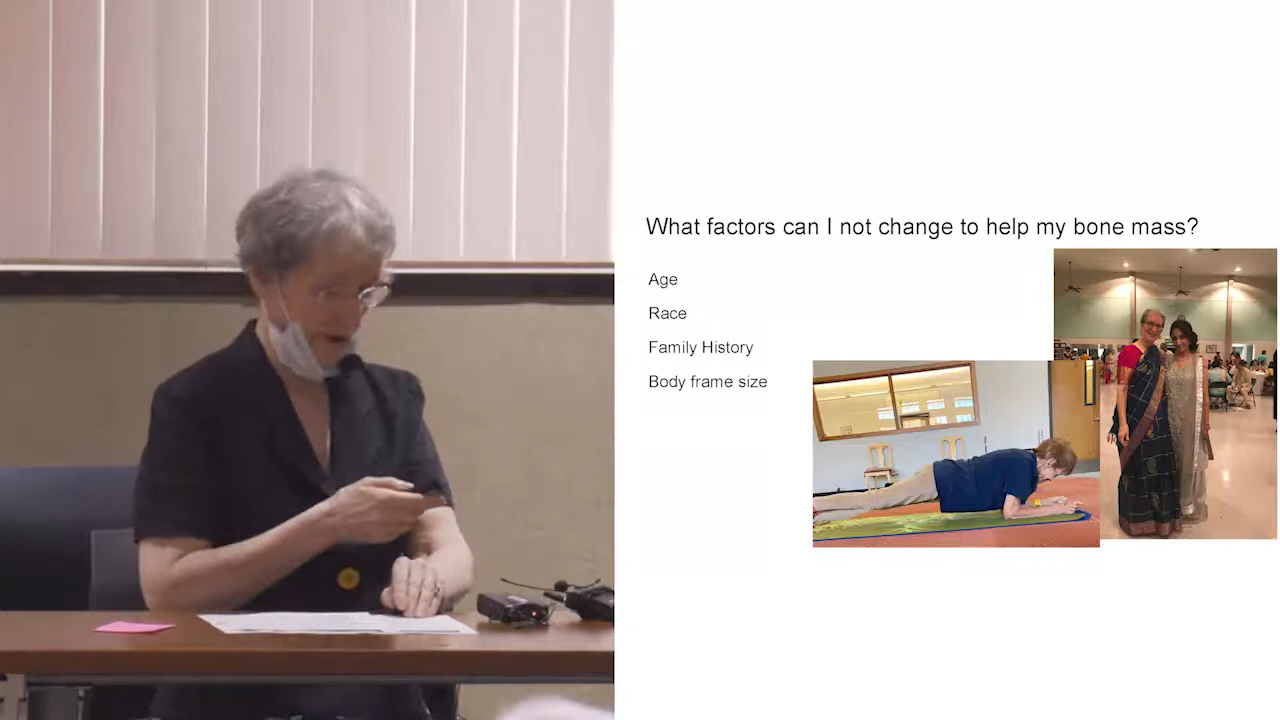 What factors can I not change to help my bone mass?
Age
Race
Family History
Body frame size